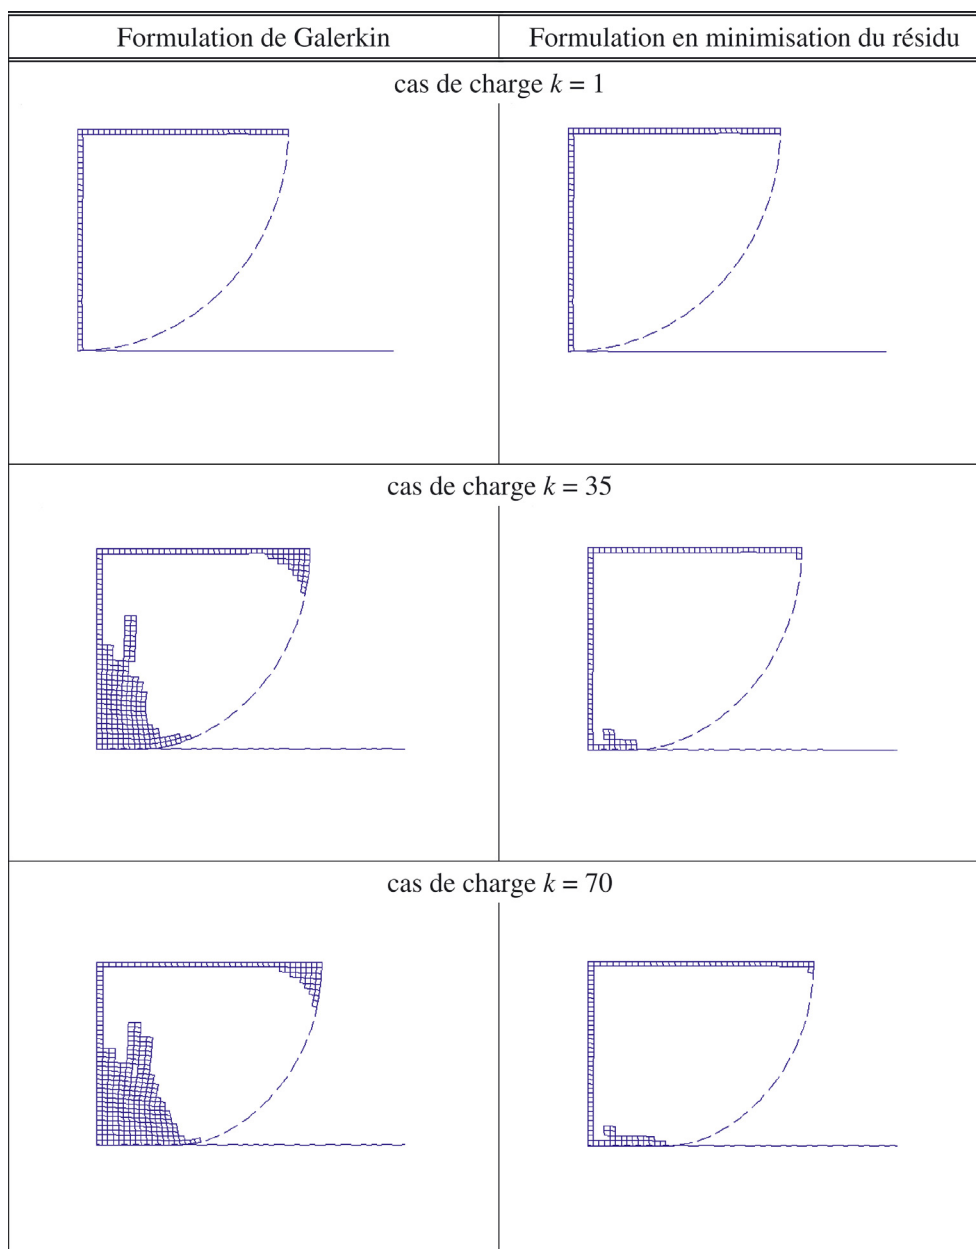 Formulation de Galerkin
Formulation en minimisation du résidu
cas de charge k = 1
cas de charge k = 35
cas de charge k = 70